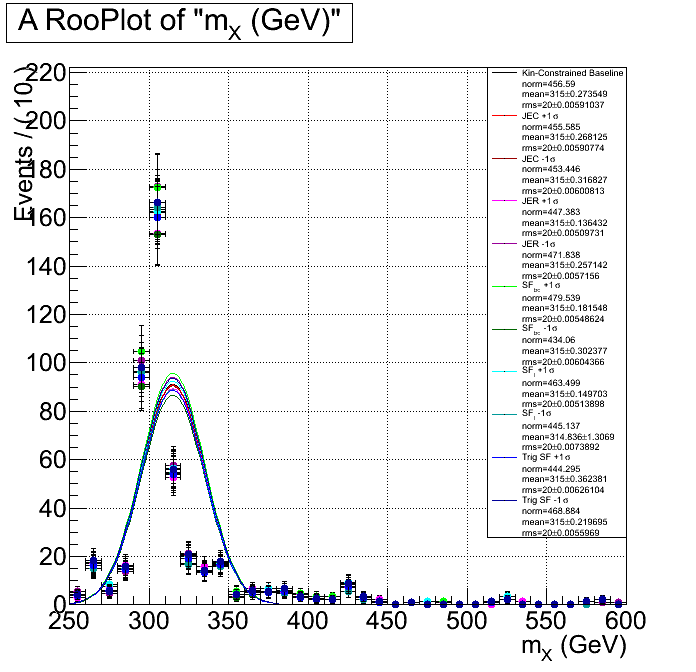 A RooPlot of "m_X (GeV)"
Events / ( 10 )
220
200
180
160
140
120
100
80
60
40
20
0
250 300 350 400 450 500 550 600
m_X (GeV)
Kin-Constrained Baseline
norm=456.59
mean=315±0.273549
rms=20±0.00591037
JEC +1σ
norm=455.585
mean=315±0.268125
rms=20±0.00590774
JEC -1σ
norm=453.446
mean=315±0.316827
rms=20±0.00600813
JER +1σ
norm=447.383
mean=315±0.136432
rms=20±0.00509731
JER -1σ
norm=471.838
mean=315±0.257142
rms=20±0.0057156
SF_bc +1σ
norm=479.539
mean=315±0.181548
rms=20±0.00548624
SF_bc -1σ
norm=434.06
mean=315±0.302377
rms=20±0.00604366
SF_l +1σ
norm=463.499
mean=315±0.149703
rms=20±0.00513898
SF_l -1σ
norm=445.137
mean=314.836±1.3069
rms=20±0.0073892
Trig SF +1σ
norm=444.295
mean=315±0.362381
rms=20±0.00626104
Trig SF -1σ
norm=468.884
mean=315±0.219695
rms=20±0.0055969